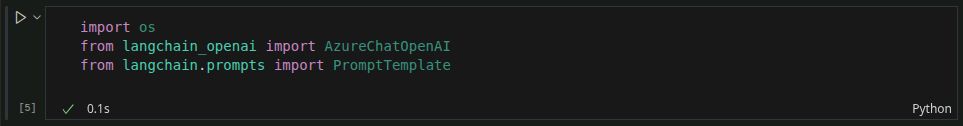 import os
from langchain_openai import AzureChatOpenAI
from langchain.prompts import PromptTemplate
[5]
0.1s
Python